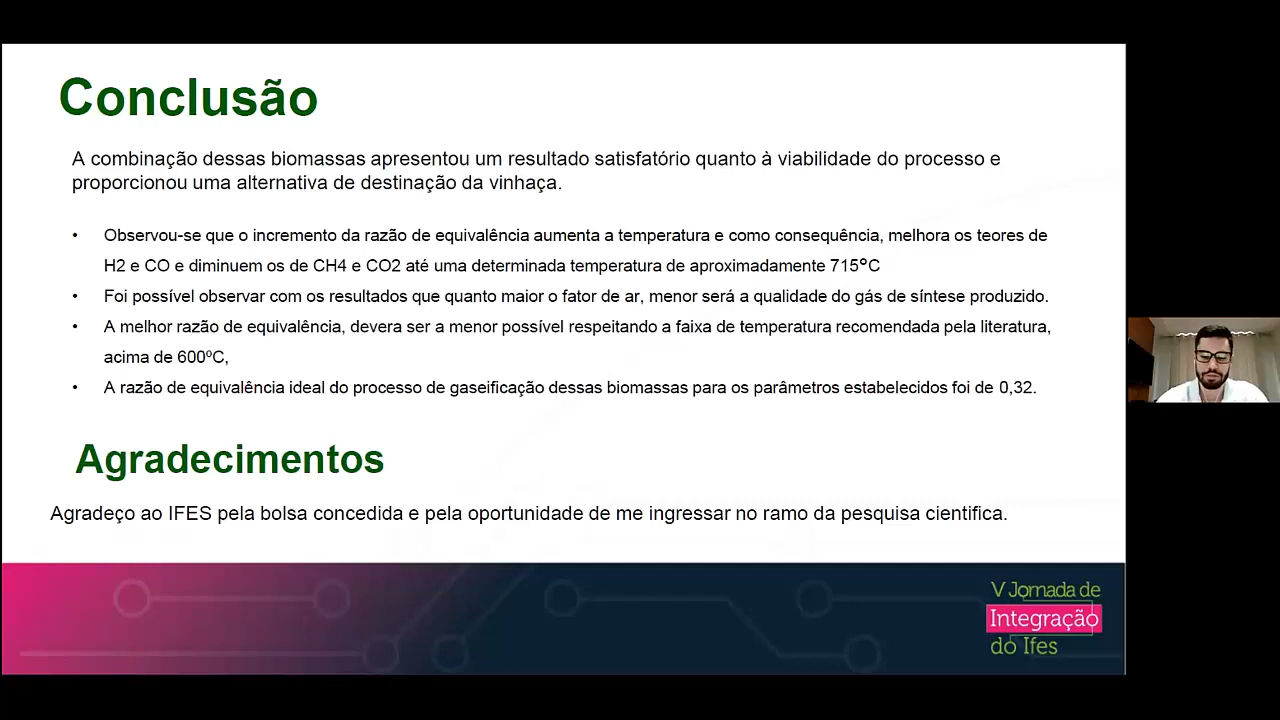 Conclusão
A combinação dessas biomassas apresentou um resultado satisfatório quanto à viabilidade do processo e
proporcionou uma alternativa de destinação da vinhaça.
• Observou-se que o incremento da razão de equivalência aumenta a temperatura e como consequência, melhora os teores de
H2 e CO e diminuem os de CH4 e CO2 até uma determinada temperatura de aproximadamente 715°C
• Foi possível observar com os resultados que quanto maior o fator de ar, menor será a qualidade do gás de síntese produzido.
• A melhor razão de equivalência, devera ser a menor possível respeitando a faixa de temperatura recomendada pela literatura,
acima de 600ºC,
• A razão de equivalência ideal do processo de gaseificação dessas biomassas para os parâmetros estabelecidos foi de 0,32.
Agradecimentos
Agradeço ao IFES pela bolsa concedida e pela oportunidade de me ingressar no ramo da pesquisa cientifica.
V Jornada de
Integração
do Ifes